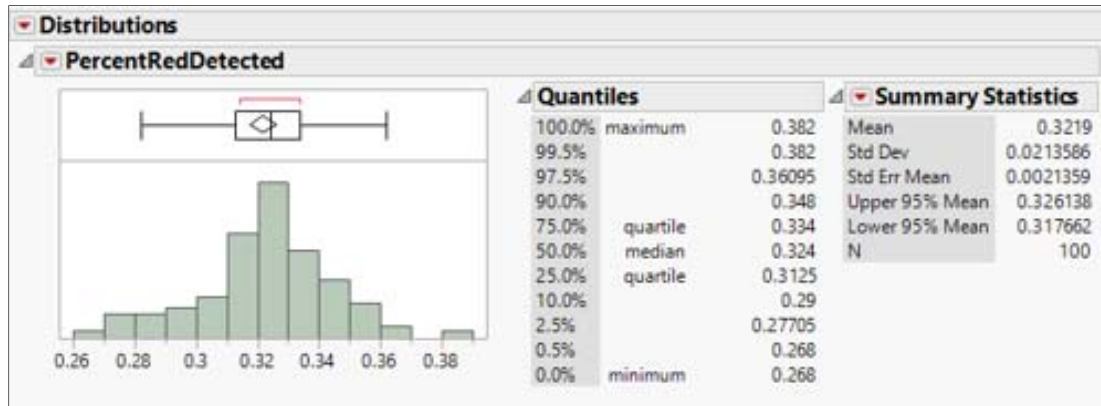 Distributions
PercentRedDetected
0.26 0.28 0.3 0.32 0.34 0.36 0.38
Quantiles
100.0% maximum 0.382
99.5% 0.382
97.5% 0.36095
90.0% 0.348
75.0% quartile 0.334
50.0% median 0.324
25.0% quartile 0.3125
10.0% 0.29
2.5% 0.27705
0.5% 0.268
0.0% minimum 0.268
Summary Statistics
Mean 0.3219
Std Dev 0.0213586
Std Err Mean 0.0021359
Upper 95% Mean 0.326138
Lower 95% Mean 0.317662
N 100